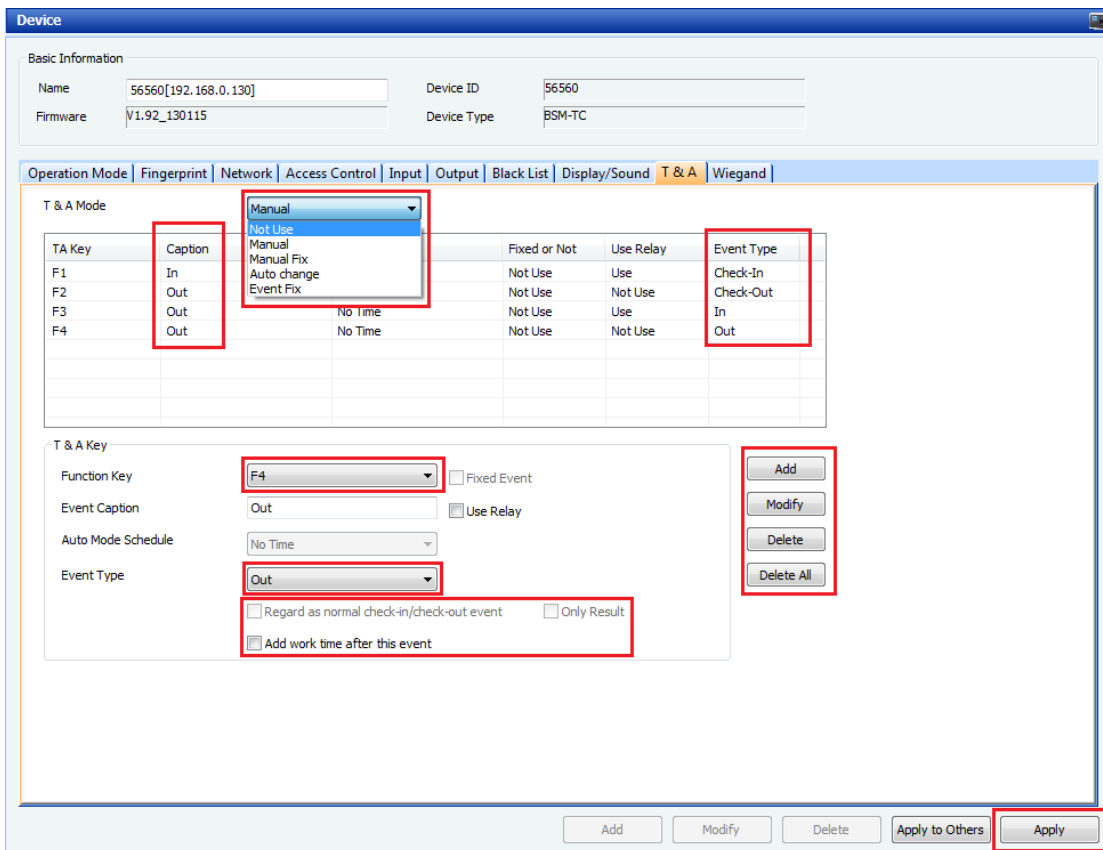 Device
Basic Information
Name 56560[192.168.0.130] Device ID 56560
Firmware V1.92_130115 Device Type BSM-TC
Operation Mode Fingerprint Network Access Control Input Output Black List Display/Sound T & A Wiegand
T & A Mode Manual
Not Use
Manual
Manual Fix
Auto change
Event Fix
TA Key Caption Fixed or Not Use Relay Event Type
F1 In Not Use Use Check-In
F2 Out Not Use Not Use Check-Out
F3 Out No Time Not Use Use In
F4 Out No Time Not Use Not Use Out
T & A Key
Function Key F4 Fixed Event
Event Caption Out Use Relay
Auto Mode Schedule No Time
Event Type Out
Regard as normal check-in/check-out event Only Result
Add work time after this event
Add
Modify
Delete
Delete All
Add Modify Delete Apply to Others Apply